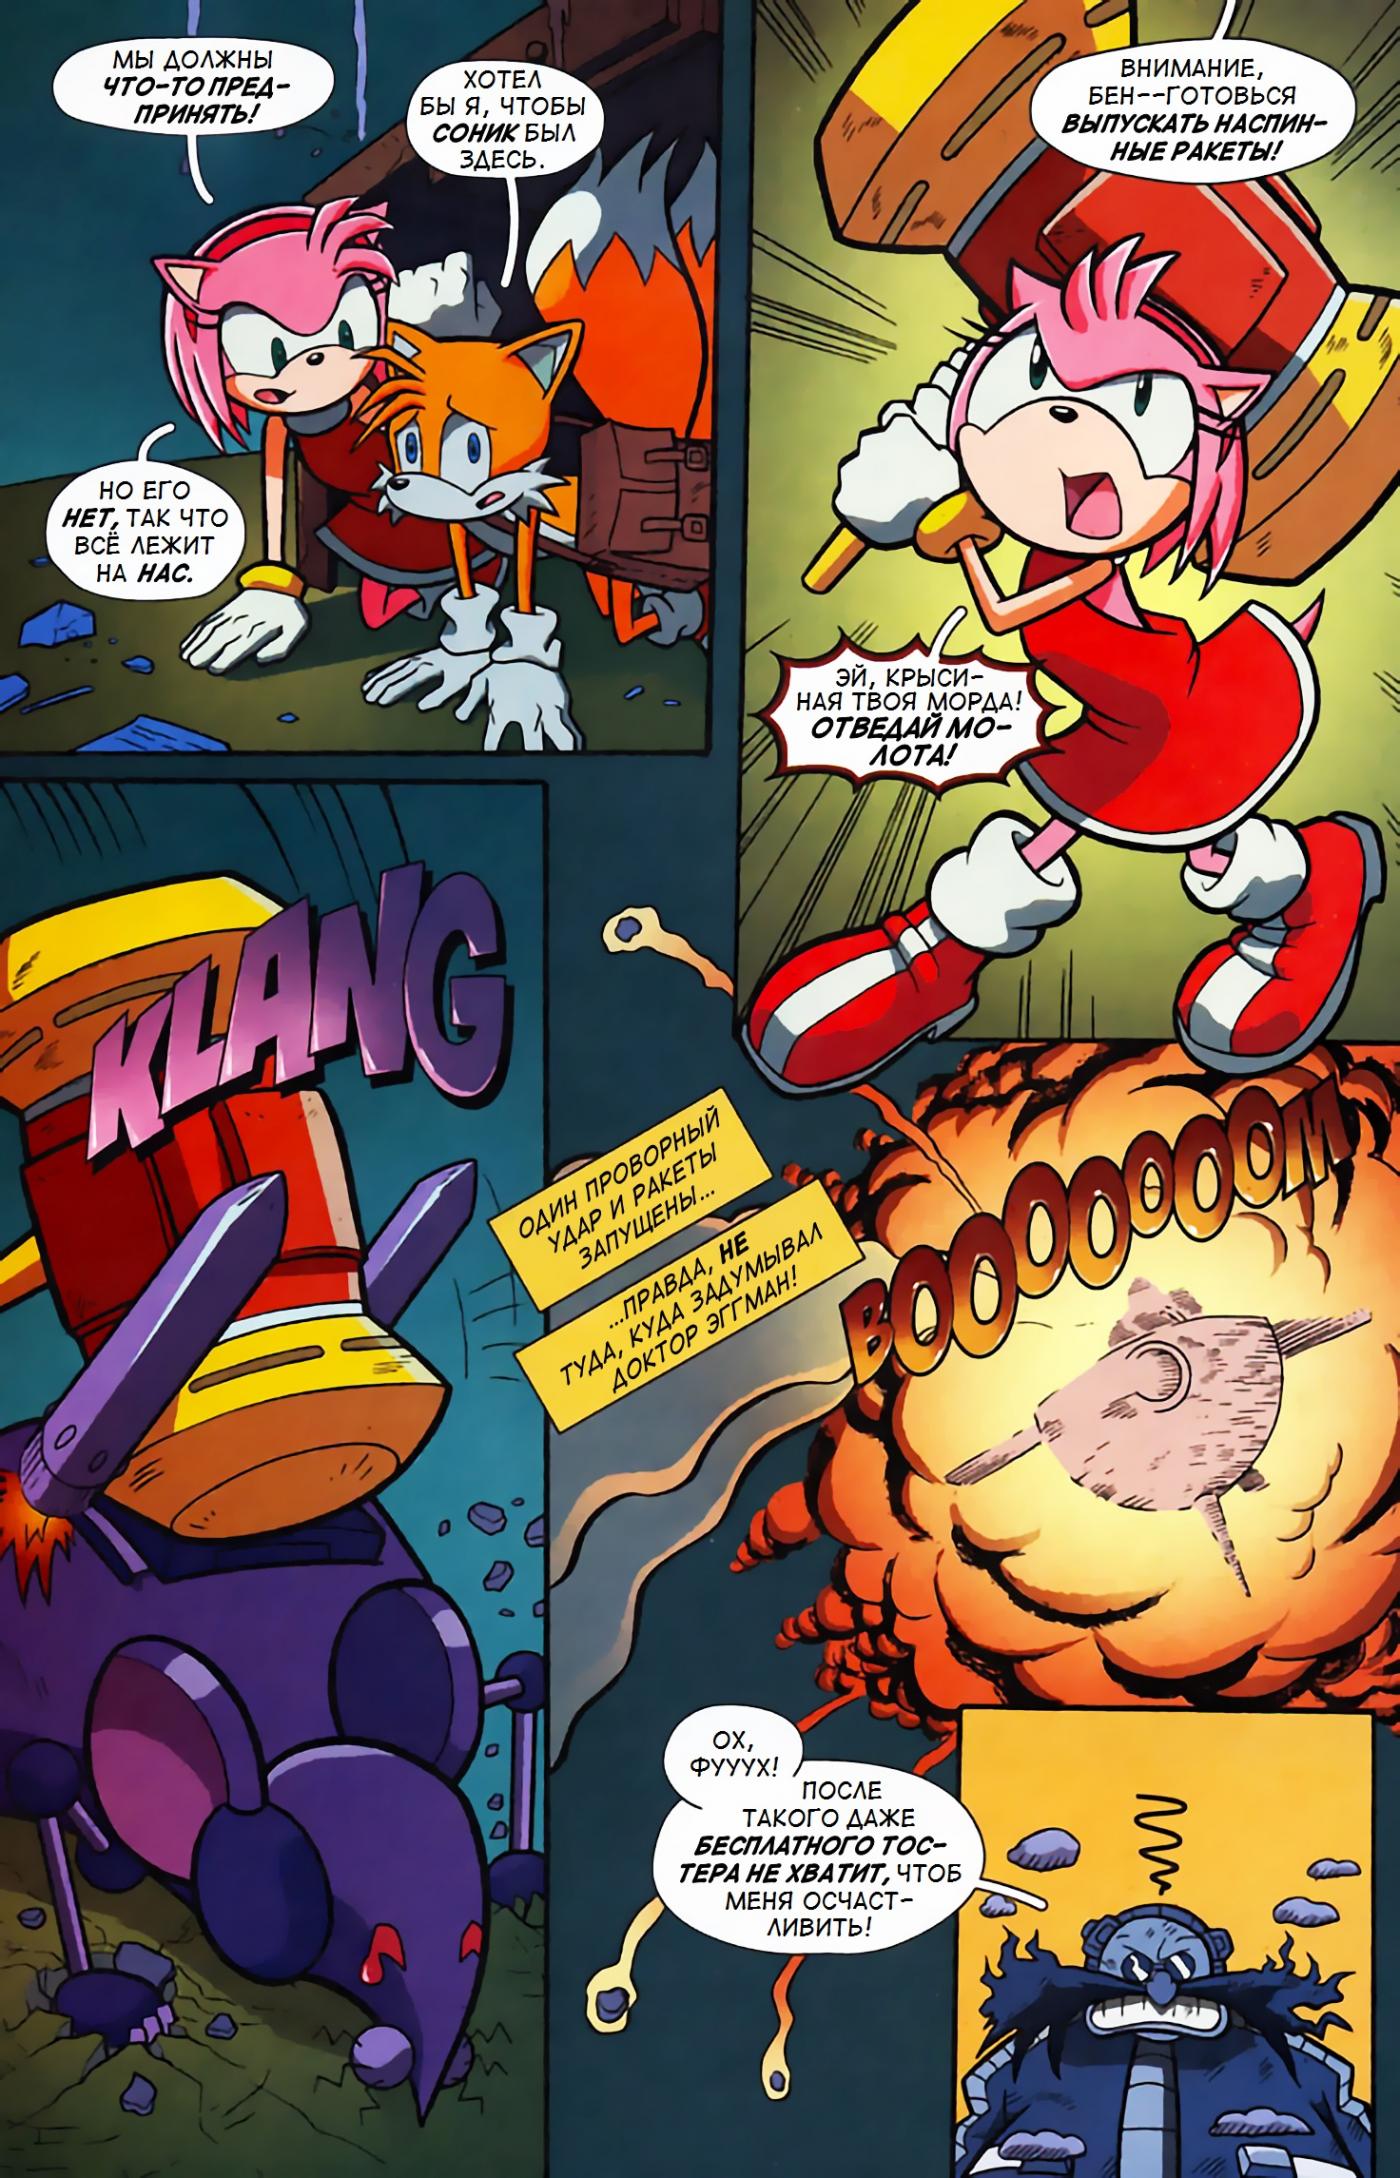 МЫ ДОЛЖНЫ
ЧТО-ТО ПРЕД-
ПРИНЯТЬ!
ХОТЕЛ
БЫ Я, ЧТОБЫ
СОНИК БЫЛ
ЗДЕСЬ.
НО ЕГО
НЕТ, ТАК ЧТО
ВСЁ ЛЕЖИТ
НА НАС.
ВНИМАНИЕ,
БЕН--ГОТОВЬСЯ
ВЫПУСКАТЬ НАСПИН-
НЫЕ РАКЕТЫ!
ЭЙ, КРЫСИ-
НАЯ ТВОЯ МОРДА!
ОТВЕДАЙ МО-
ЛОТА!
KLANG
ОДИН ПРОВОРНЫЙ
УДАР И РАКЕТЫ
ЗАПУЩЕНЫ...
...ПРАВДА, НЕ
ТУДА, КУДА ЗАДУМЫВАЛ
ДОКТОР ЭГГМАН!
BOOOOOOOOM
ОХ,
ФУУУХ!
ПОСЛЕ
ТАКОГО ДАЖЕ
БЕСПЛАТНОГО ТОС-
ТЕРА НЕ ХВАТИТ, ЧТОБ
МЕНЯ ОСЧАСТ-
ЛИВИТЬ!